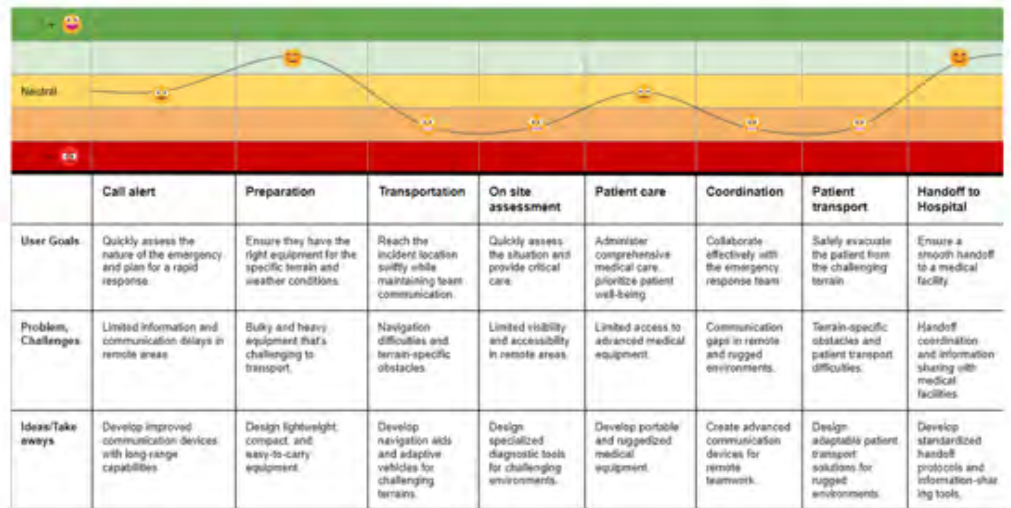 Neutral
Call alert
Preparation
Transportation
On site
assessment
Patient care
Coordination
Patient
transport
Handoff to
Hospital
User Goals
Quickly assess the
nature of the emergency
and plan for a rapid
response.
Ensure they have the
right equipment for the
specific terrain and
weather conditions.
Reach the
incident location
swiftly while
maintaining team
communication.
Quickly assess
the situation and
provide critical
care.
Administer
comprehensive
medical care,
prioritize patient
well-being
Collaborate
effectively with
the emergency
response team
Safely evacuate
the patient from
the challenging
terrain
Ensure a
smooth handoff
to a medical
facility.
Problem,
Challenges
Limited information and
communication delays in
remote areas
Bulky and heavy
equipment that's
challenging to
transport.
Navigation
difficulties and
terrain-specific
obstacles
Limited visibility
and accessibility
in remote areas.
Limited access to
advanced medical
equipment.
Communication
gaps in remote
and rugged
environments.
Terrain-specific
obstacles and
patient transport
difficulties.
Handoff
coordination
and information
sharing with
medical
facilities
Ideas/Take
aways
Develop improved
communication devices
with long-range
capabilities
Design lightweight,
compact, and
easy-to-carry
equipment.
Develop
navigation aids
and adaptive
vehicles for
challenging
terrains.
Design
specialized
diagnostic tools
for challenging
environments.
Develop portable
and ruggedized
medical
equipment.
Create advanced
communication
devices for
remote
teamwork.
Design
adaptable patient
transport
solutions for
rugged
environments
Develop
standardized
handoff
protocols and
information-shar
ing tools.